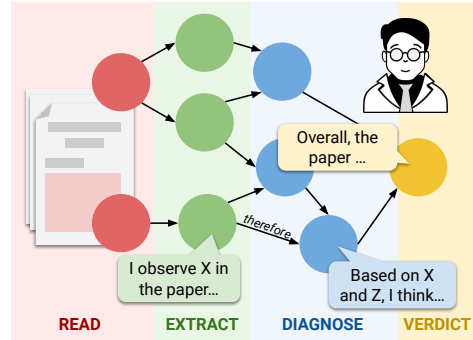 Overall, the
paper ...
therefore
I observe X in
the paper...
Based on X
and Z, I think...
READ
EXTRACT
DIAGNOSE
VERDICT